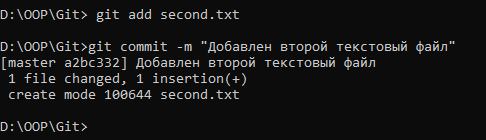 D:\OOP\Git> git add second.txt
D:\OOP\Git>git commit -m "Добавлен второй текстовый файл"
[master a2bc332] Добавлен второй текстовый файл
1 file changed, 1 insertion(+)
create mode 100644 second.txt
D:\OOP\Git>